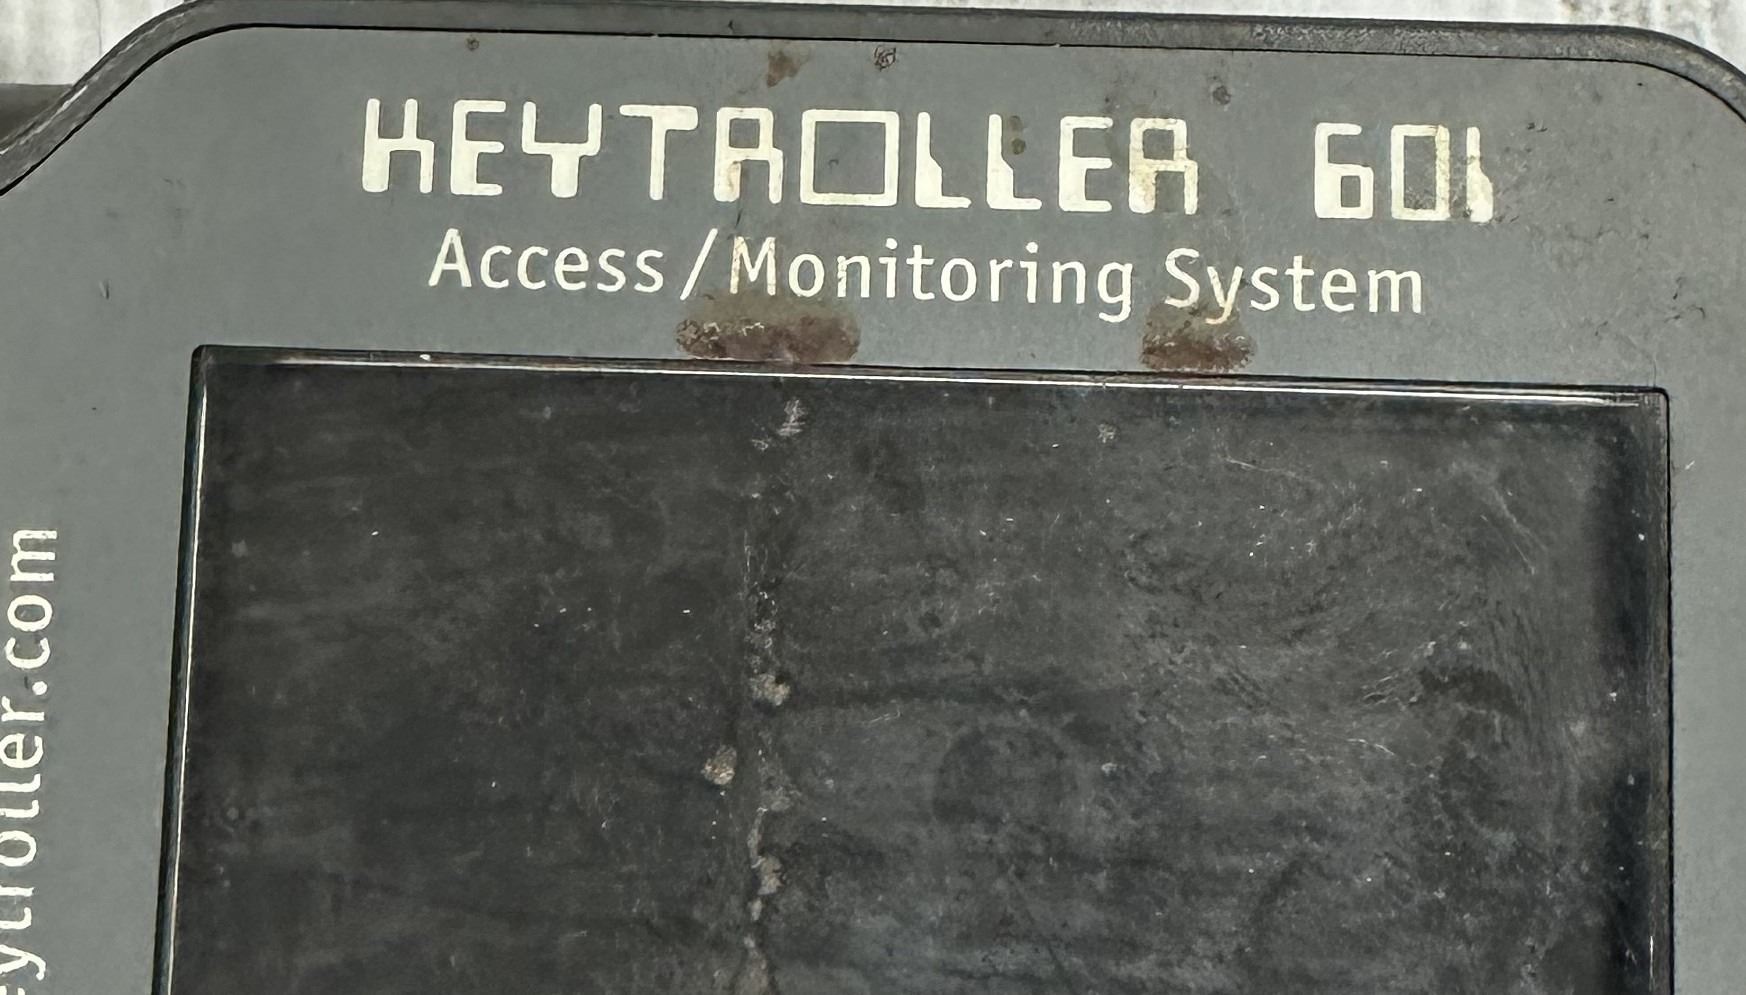 KEYTROLLER 601
Access/Monitoring System
eytroller.com